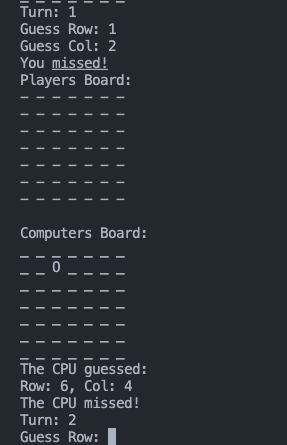 _ _ _ _ _ _ _
Turn: 1
Guess Row: 1
Guess Col: 2
You missed!
Players Board:
_ _ _ _ _ _ _
_ _ _ _ _ _ _
_ _ _ _ _ _ _
_ _ _ _ _ _ _
_ _ _ _ _ _ _
_ _ _ _ _ _ _
_ _ _ _ _ _ _
Computers Board:
_ _ _ _ _ _ _
_ _ O _ _ _ _
_ _ _ _ _ _ _
_ _ _ _ _ _ _
_ _ _ _ _ _ _
_ _ _ _ _ _ _
_ _ _ _ _ _ _
The CPU guessed:
Row: 6, Col: 4
The CPU missed!
Turn: 2
Guess Row: